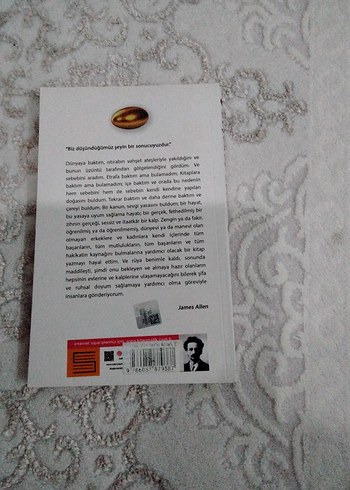 "Biz düşündüğümüz şeyin bir sonucuyuzdur."
Dünyaya baktım, ıstırabın vahşet ateşleriyle yakıldığını ve
bunun üzüntü tarafından gölgelendiğini gördüm. Ve
sebebini aradım. Etrafa baktım ama bulamadım; Kitaplara
baktım ama bulamadım; İçe baktım ve orada bu nedenin
hem sebebini hem de sebebin kendi kendine yapılan
doğasını buldum. Tekrar baktım ve daha derine baktım ve
çareyi buldum. Bir kanun, sevgi yasasını buldum; bir hayat,
bu yasaya uyum sağlama hayatı; bir gerçek, fethedilmiş bir
zihnin gerçeği, sessiz ve itaatkâr bir kalp. Zengin ya da fakir,
öğrenilmiş ya da öğrenilmemiş, dünyevi ya da manevi olan
olmayan erkeklere ve kadınlara kendi içlerinde tüm
başarıların, tüm mutlulukların, tüm başarıların ve tüm
hakikatin kaynağını bulmalarına yardımcı olacak bir kitap
yazmayı hayal ettim. Ve rüya benimle kaldı, sonunda
maddileşti, şimdi onu bekleyen ve almaya hazır olanların
hepsinin evlerine ve kalplerine ulaşamayacağını bilerek şifa
ve ruhsal doyum sağlamaya yardımcı olma göreviyle
insanlara gönderiyorum.
James Allen